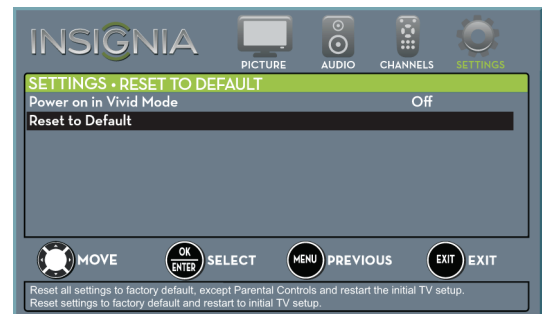 INSIGNIA
PICTURE AUDIO CHANNELS SETTINGS
SETTINGS • RESET TO DEFAULT
Power on in Vivid Mode Off
Reset to Default
MOVE OK ENTER SELECT MENU PREVIOUS EXIT EXIT
Reset all settings to factory default, except Parental Controls and restart the initial TV setup.
Reset settings to factory default and restart to initial TV setup.